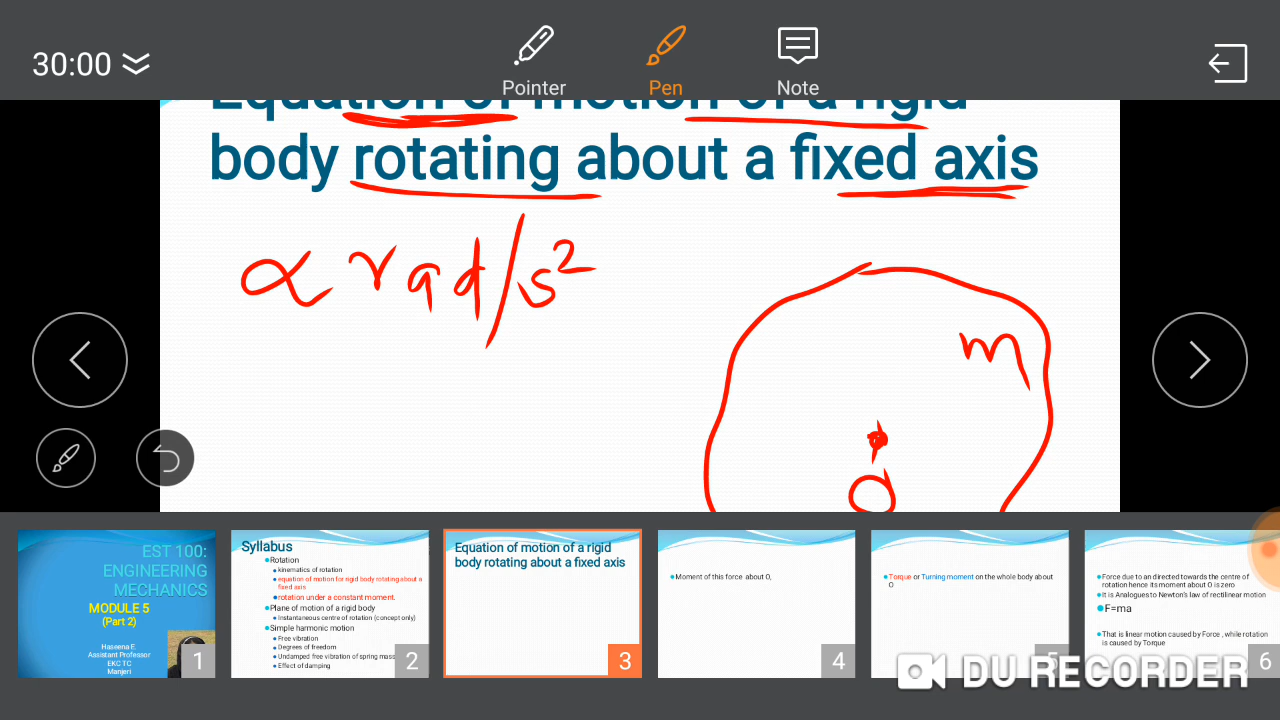 30:00
Pointer
Pen
Note
Equation of motion of a rigid
body rotating about a fixed axis
∝ rad/s²
m
O
EST 100:
ENGINEERING
MECHANICS
MODULE 5
(Part 2)
Haseena E.
Assistant Professor
EKC TC
Manjeri
1
Syllabus
Rotation
kinematics of rotation
equation of motion for rigid body rotating about a
fixed axis
rotation under a constant moment.
Plane of motion of a rigid body
Instantaneous centre of rotation (concept only)
Simple harmonic motion
Free vibration
Degrees of freedom
Undamped free vibration of spring mass
Effect of damping
2
Equation of motion of a rigid
body rotating about a fixed axis
3
Moment of this force about O,
4
Torque or Turning moment on the whole body about
O
5
Force due to an directed towards the centre of
rotation hence its moment about O is zero
It is Analogues to Newton's law of rectilinear motion
F=ma
That is linear motion caused by Force , while rotation
is caused by Torque
6
DU RECORDER